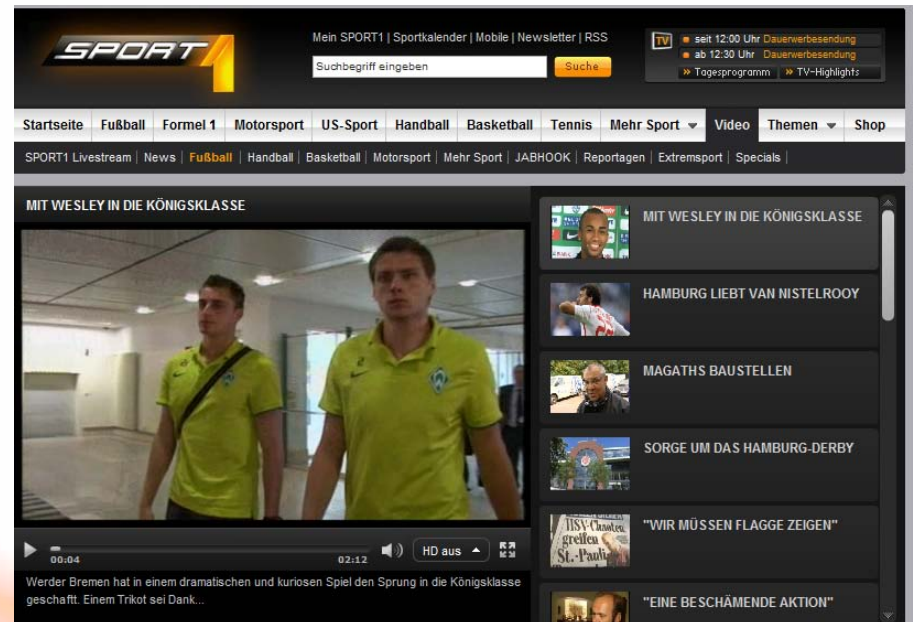 SPORT1
Mein SPORT1 | Sportkalender | Mobile | Newsletter | RSS
Suchbegriff eingeben
Suche
TV
seit 12:00 Uhr Dauerwerbesendung
ab 12:30 Uhr Dauerwerbesendung
» Tagesprogramm » TV-Highlights
Startseite Fußball Formel 1 Motorsport US-Sport Handball Basketball Tennis Mehr Sport Video Themen Shop
SPORT1 Livestream | News | Fußball | Handball | Basketball | Motorsport | Mehr Sport | JABHOOK | Reportagen | Extremsport | Specials |
MIT WESLEY IN DIE KÖNIGSKLASSE
00:04
02:12
HD aus
Werder Bremen hat in einem dramatischen und kuriosen Spiel den Sprung in die Königsklasse
geschafft. Einem Trikot sei Dank...
MIT WESLEY IN DIE KÖNIGSKLASSE
HAMBURG LIEBT VAN NISTELROOY
MAGATHS BAUSTELLEN
SORGE UM DAS HAMBURG-DERBY
HSV-Chaoten
greifen
St.-Pauli
"WIR MÜSSEN FLAGGE ZEIGEN"
"EINE BESCHÄMENDE AKTION"